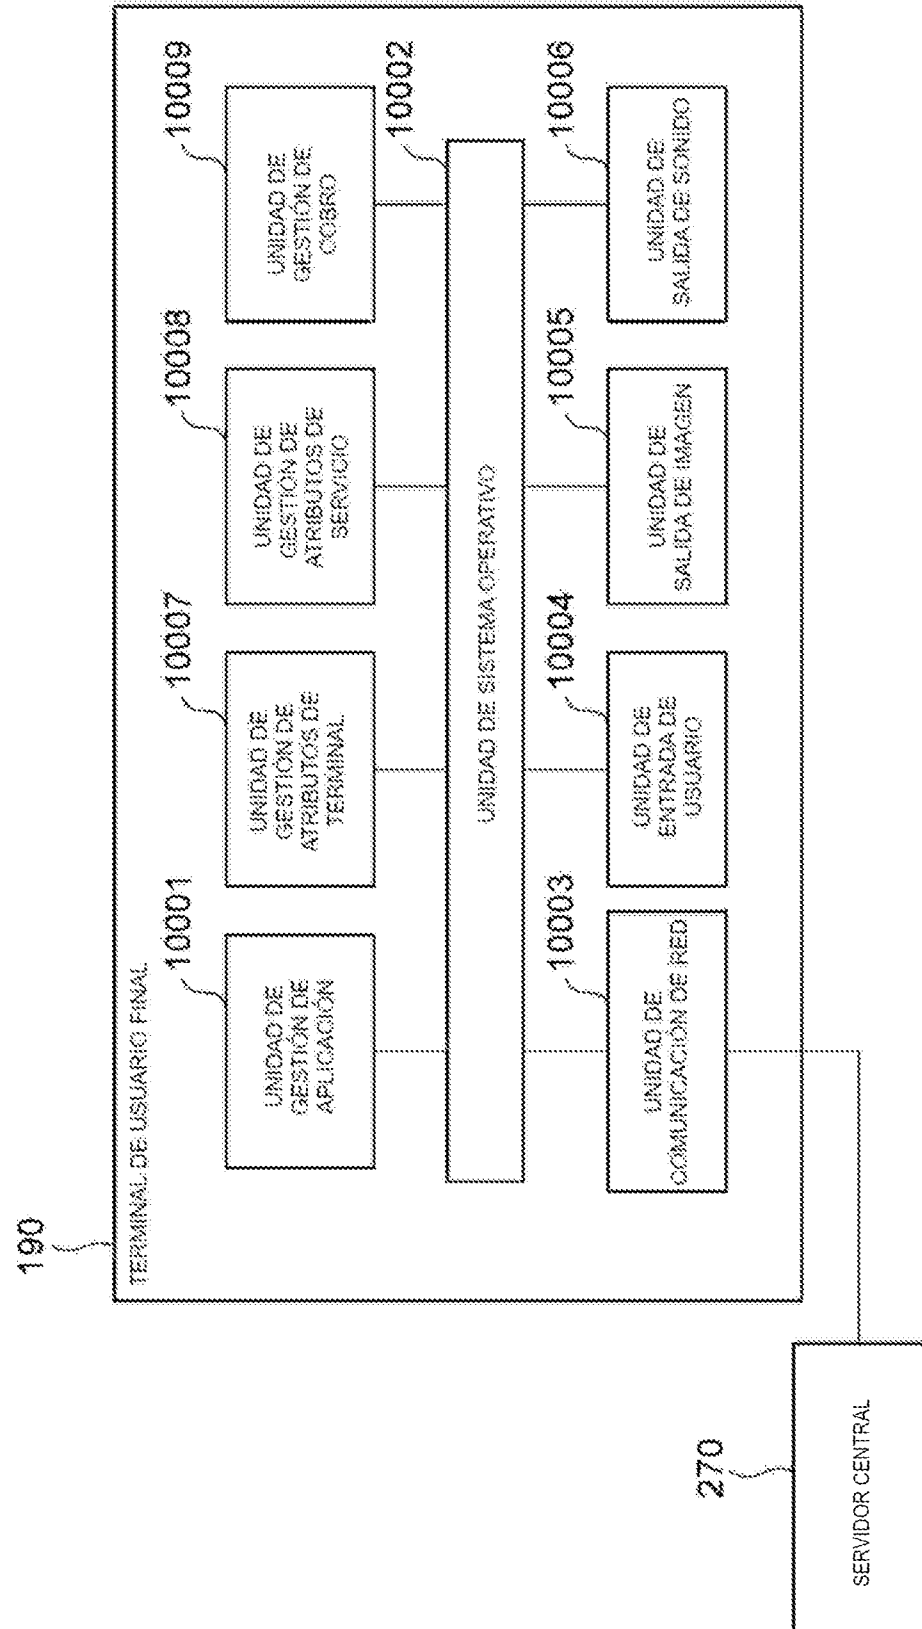 190
TERMINAL DE USUARIO FINAL
10001
UNIDAD DE
GESTIÓN DE
APLICACIÓN
10007
UNIDAD DE
GESTIÓN DE
ATRIBUTOS DE
TERMINAL
10008
UNIDAD DE
GESTIÓN DE
ATRIBUTOS DE
SERVICIO
10009
UNIDAD DE
GESTIÓN DE
COBRO
10002
UNIDAD DE SISTEMA OPERATIVO
10003
UNIDAD DE
COMUNICACIÓN DE RED
10004
UNIDAD DE
ENTRADA DE
USUARIO
10005
UNIDAD DE
SALIDA DE IMAGEN
10006
UNIDAD DE
SALIDA DE SONIDO
270
SERVIDOR CENTRAL